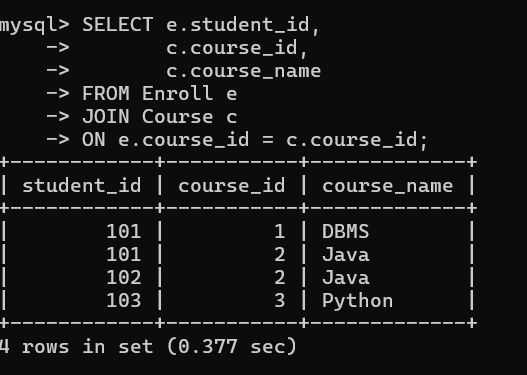 mysql> SELECT e.student_id,
    ->        c.course_id,
    ->        c.course_name
    -> FROM Enroll e
    -> JOIN Course c
    -> ON e.course_id = c.course_id;
+------------+-----------+-------------+
| student_id | course_id | course_name |
+------------+-----------+-------------+
|        101 |         1 | DBMS        |
|        101 |         2 | Java        |
|        102 |         2 | Java        |
|        103 |         3 | Python      |
+------------+-----------+-------------+
4 rows in set (0.377 sec)